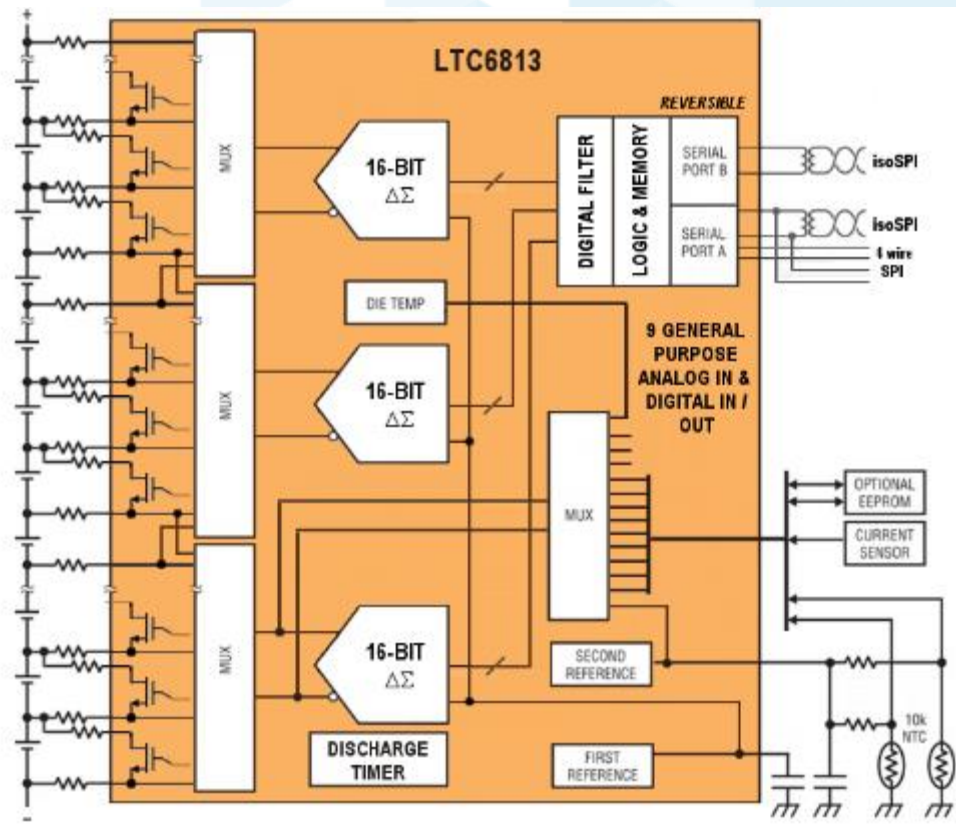 +
LTC6813
REVERSIBLE
MUX
16-BIT
ΔΣ
DIGITAL FILTER
LOGIC & MEMORY
SERIAL
PORT B
isoSPI
SERIAL
PORT A
isoSPI
4 wire
SPI
DIE TEMP
9 GENERAL
PURPOSE
ANALOG IN &
DIGITAL IN /
OUT
MUX
16-BIT
ΔΣ
MUX
OPTIONAL
EEPROM
CURRENT
SENSOR
MUX
16-BIT
ΔΣ
SECOND
REFERENCE
10k
NTC
DISCHARGE
TIMER
FIRST
REFERENCE
–